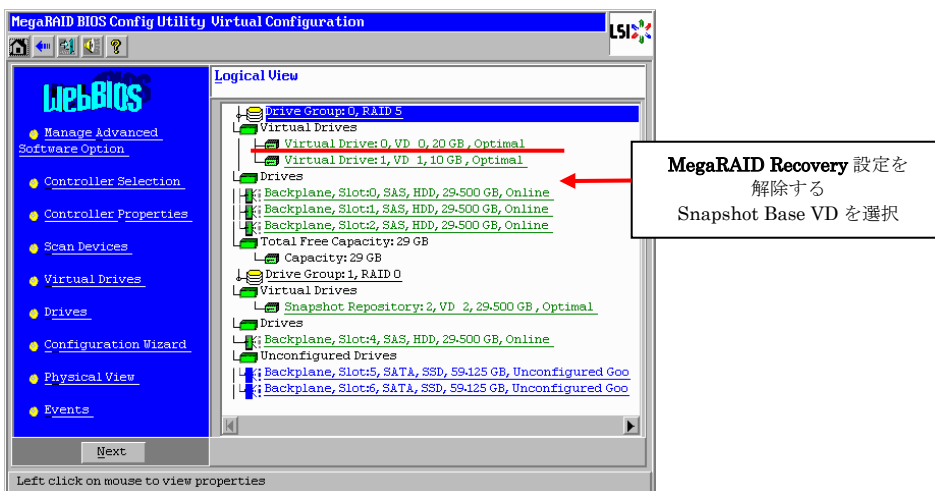 MegaRAID BIOS Config Utility Virtual Configuration
LSI
?
WebBIOS
Manage Advanced
Software Option
Controller Selection
Controller Properties
Scan Devices
Virtual Drives
Drives
Configuration Wizard
Physical View
Events
Next
Logical View
Drive Group: 0, RAID 5
Virtual Drives
Virtual Drive: 0, VD 0, 20 GB, Optimal
Virtual Drive: 1, VD 1, 10 GB, Optimal
Drives
Backplane, Slot:0, SAS, HDD, 29.500 GB, Online
Backplane, Slot:1, SAS, HDD, 29.500 GB, Online
Backplane, Slot:2, SAS, HDD, 29.500 GB, Online
Total Free Capacity: 29 GB
Capacity: 29 GB
Drive Group: 1, RAID 0
Virtual Drives
Snapshot Repository: 2, VD 2, 29.500 GB, Optimal
Drives
Backplane, Slot:4, SAS, HDD, 29.500 GB, Online
Unconfigured Drives
Backplane, Slot:5, SATA, SSD, 59.125 GB, Unconfigured Goo
Backplane, Slot:6, SATA, SSD, 59.125 GB, Unconfigured Goo
MegaRAID Recovery 設定を
解除する
Snapshot Base VD を選択
Left click on mouse to view properties